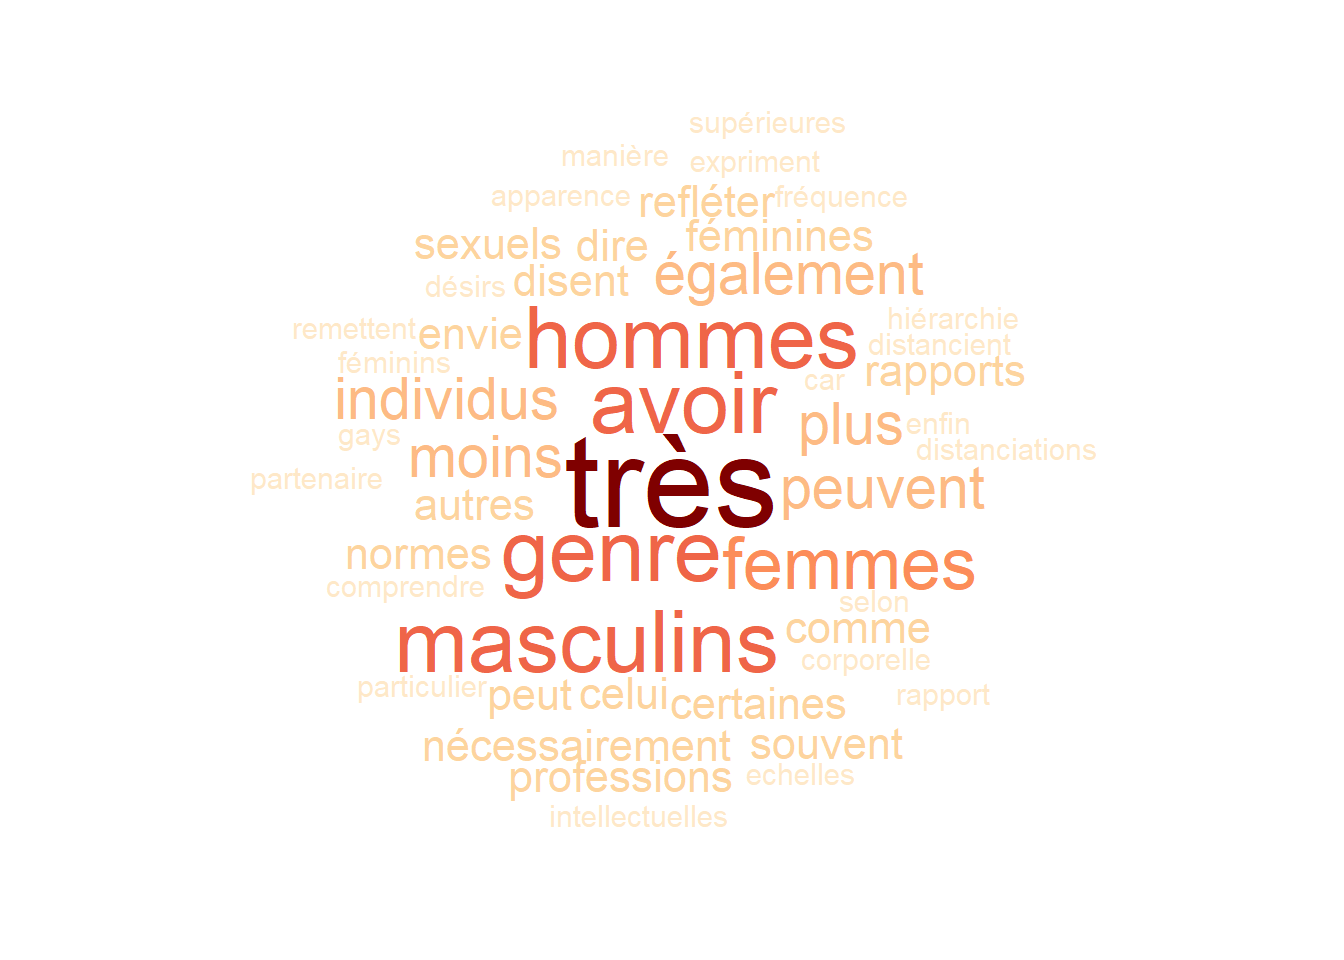 supérieures
manière expriment
apparence refléter fréquence
sexuels dire féminines
désirs disent également
remettent envie hommes hiérarchie
distancient
féminins car rapports
individus avoir plus enfin
gays distanciations
moins
partenaire très peuvent
autres
normes genre femmes
comprendre selon
masculins comme
corporelle
particulier peut celui certaines rapport
nécessairement souvent
professions echelles
intellectuelles